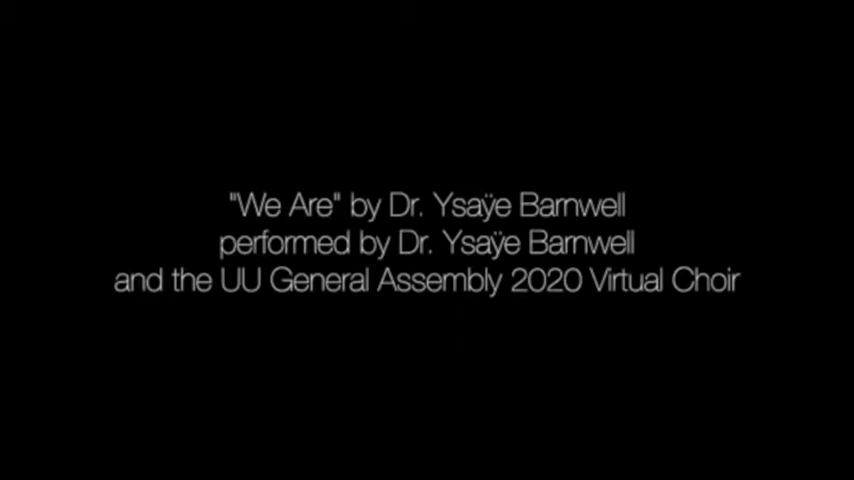 "We Are" by Dr. Ysaÿe Barnwell
performed by Dr. Ysaÿe Barnwell
and the UU General Assembly 2020 Virtual Choir